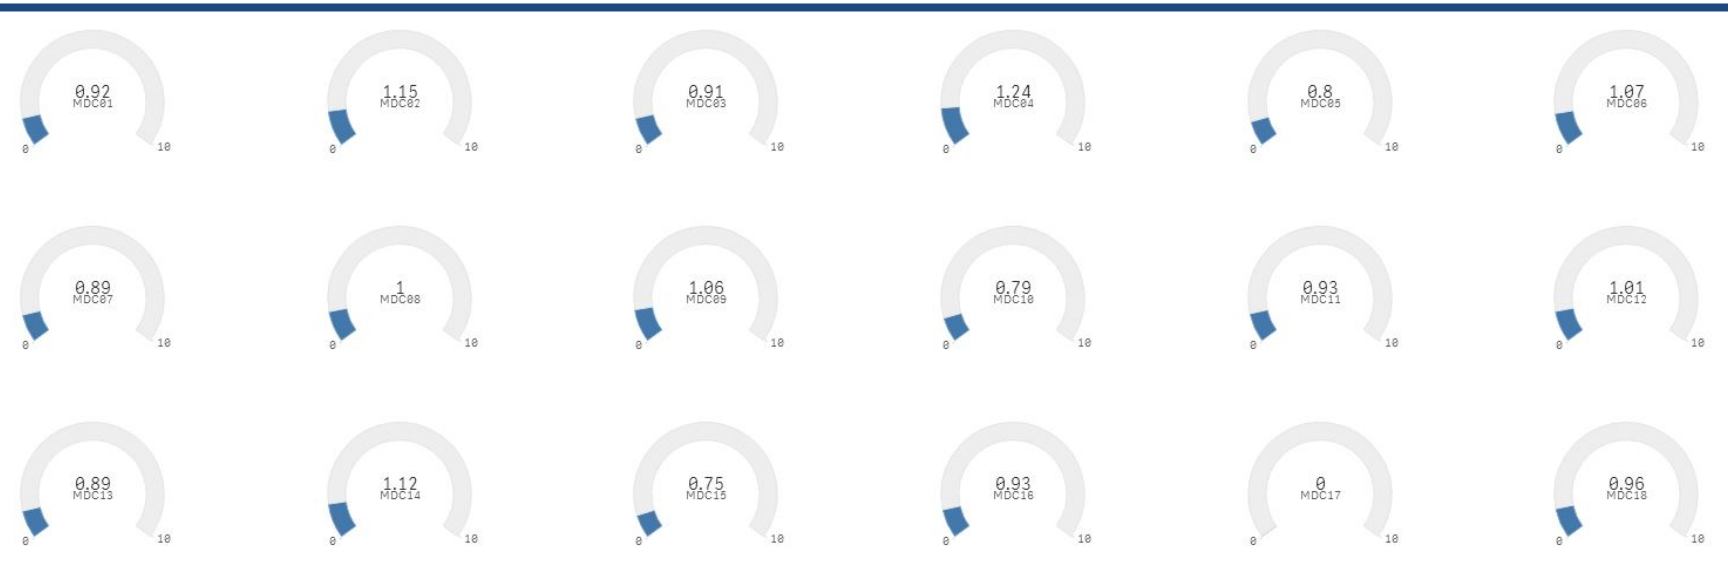 0.92 1.15 0.91 1.24 0.8 1.07
MDC01 MDC02 MDC03 MDC04 MDC05 MDC06
0 10 0 10 0 10 0 10 0 10 0 10
0.89 1 1.06 0.79 0.93 1.01
MDC07 MDC08 MDC09 MDC10 MDC11 MDC12
0 10 0 10 0 10 0 10 0 10 0 10
0.89 1.12 0.75 0.93 0 0.96
MDC13 MDC14 MDC15 MDC16 MDC17 MDC18
0 10 0 10 0 10 0 10 0 10 0 10